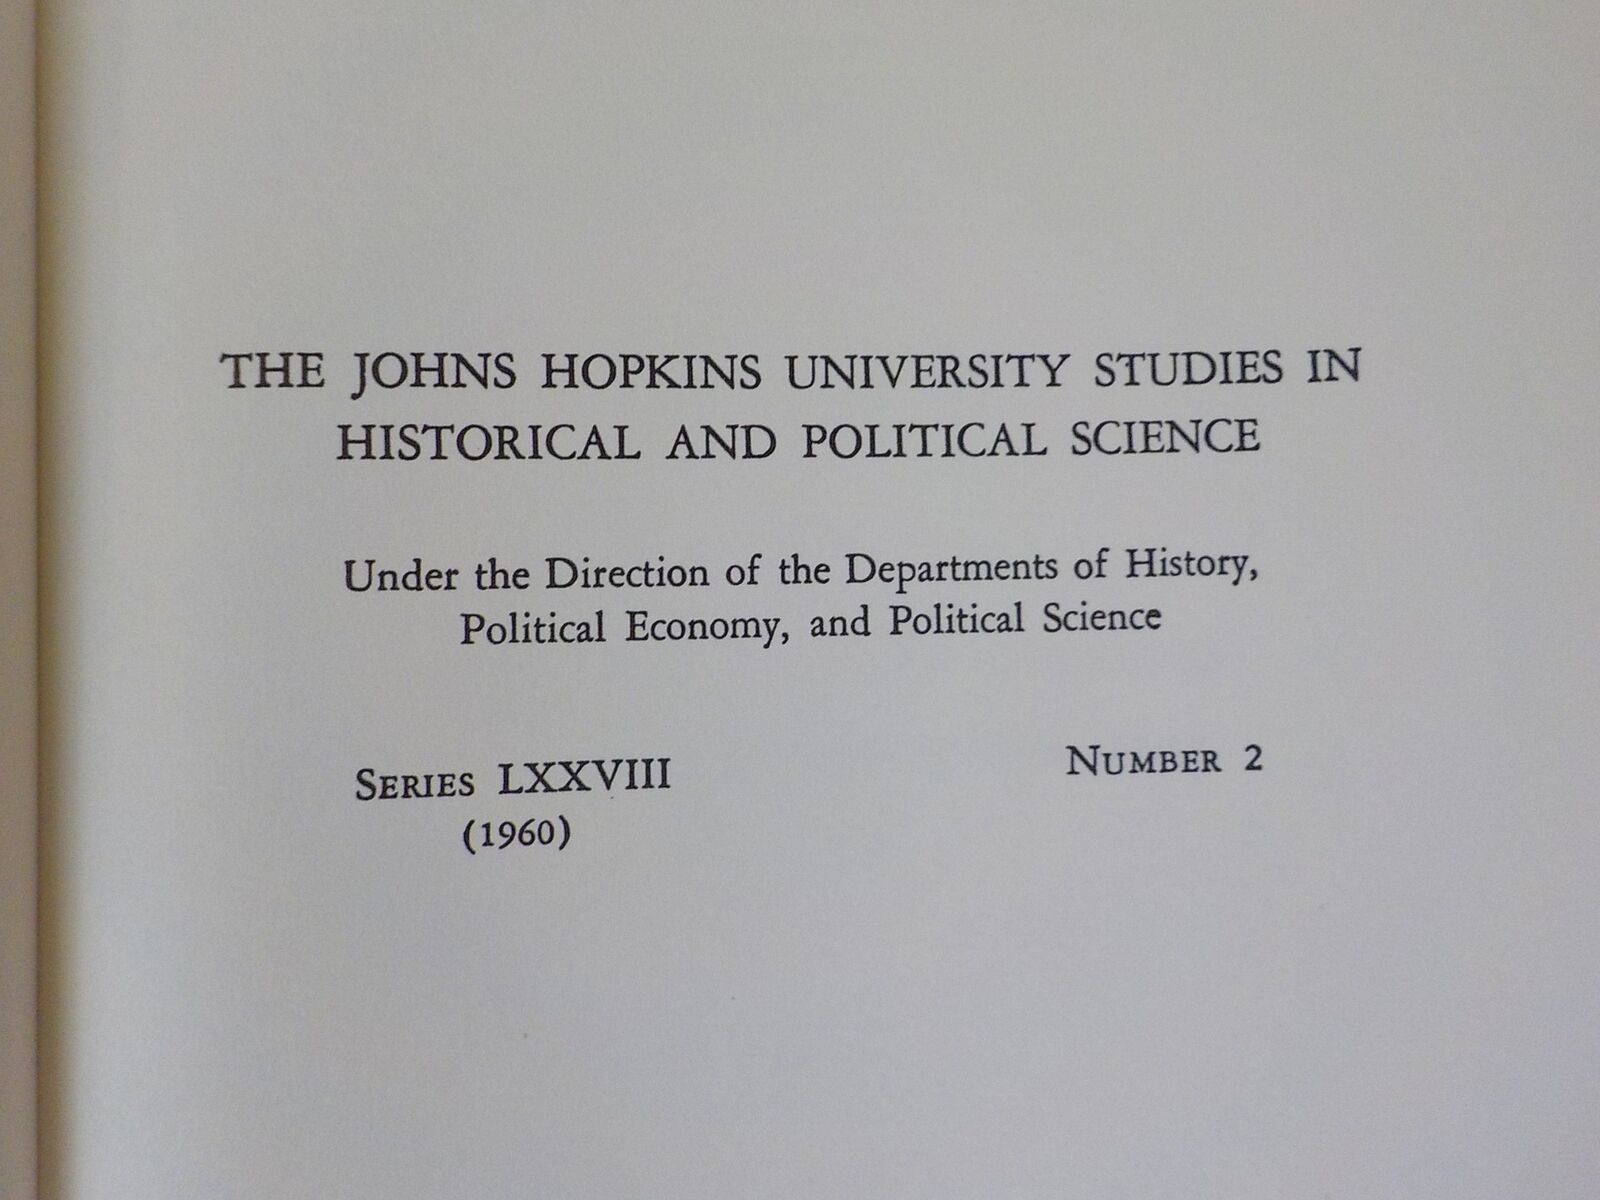 THE JOHNS HOPKINS UNIVERSITY STUDIES IN
HISTORICAL AND POLITICAL SCIENCE
Under the Direction of the Departments of History,
Political Economy, and Political Science
SERIES LXXVIII NUMBER 2
(1960)